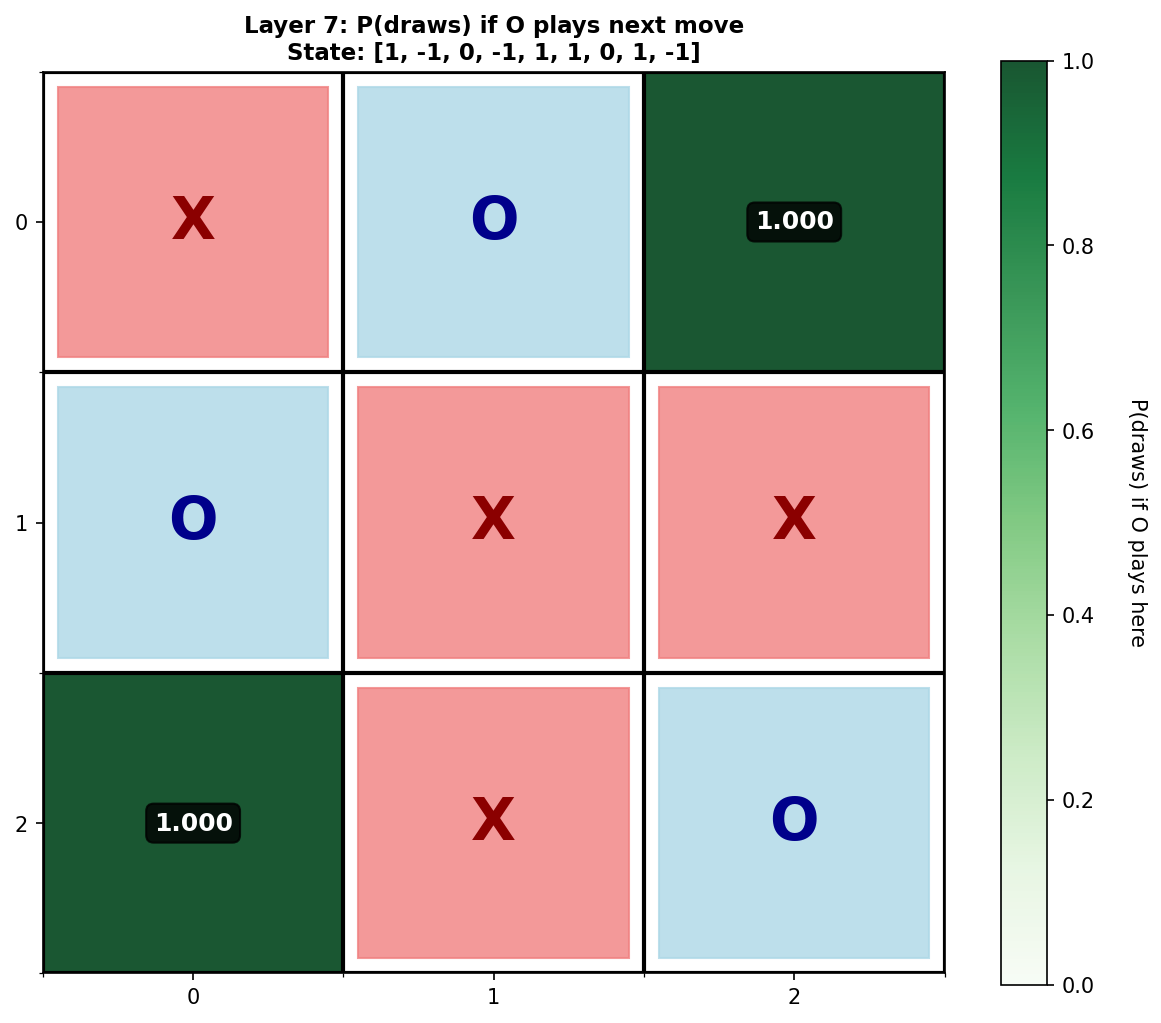 Layer 7: P(draws) if O plays next move
State: [1, -1, 0, -1, 1, 1, 0, 1, -1]
X
O
1.000
O
X
X
1.000
X
O
0
1
2
0
1
2
1.0
0.8
0.6
0.4
0.2
0.0
P(draws) if O plays here